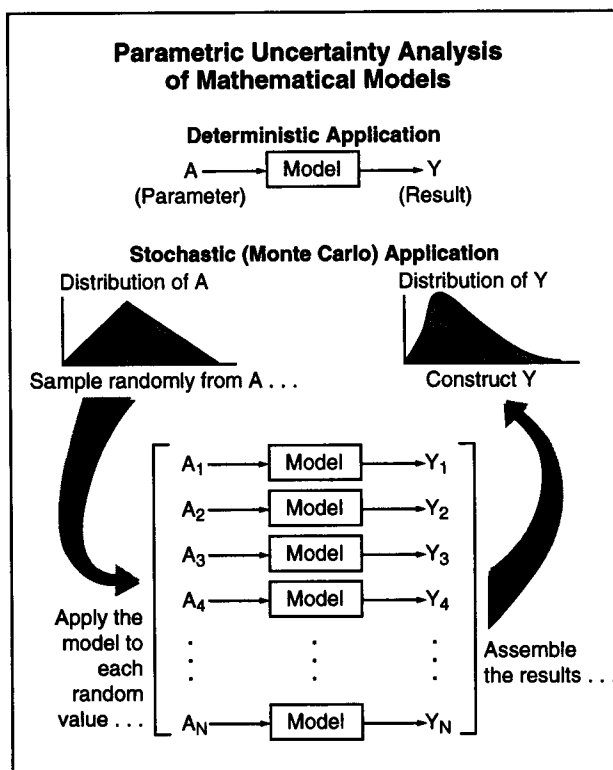 Parametric Uncertainty Analysis
of Mathematical Models
Deterministic Application
A Model Y
(Parameter) (Result)
Stochastic (Monte Carlo) Application
Distribution of A
Distribution of Y
Sample randomly from A . . .
Construct Y
A1 Model Y1
A2 Model Y2
A3 Model Y3
A4 Model Y4
. . .
. . .
. . .
AN Model YN
Apply the
model to
each
random
value . . .
Assemble
the results . . .